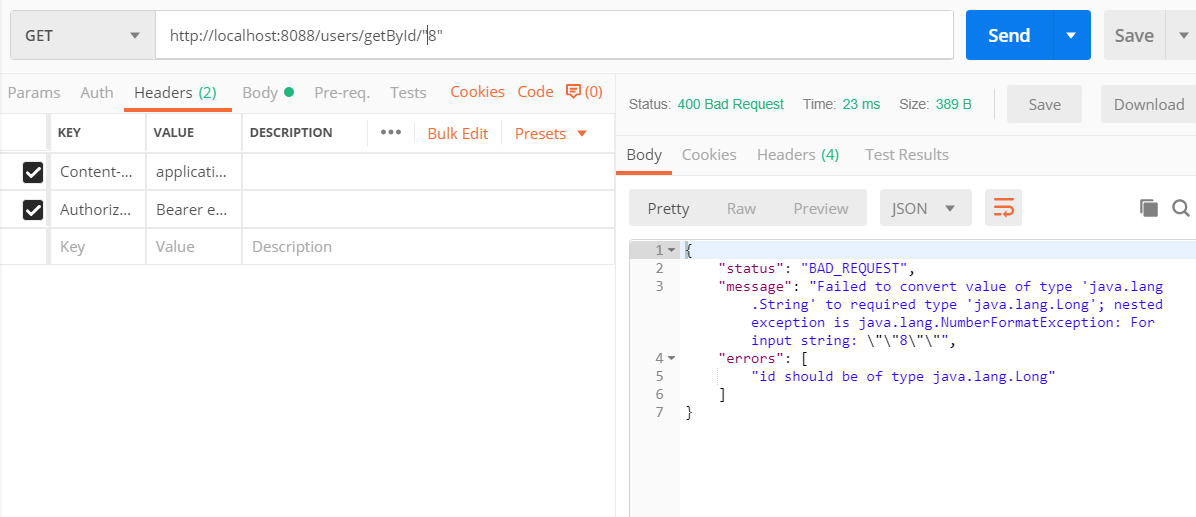 GET
http://localhost:8088/users/getById/"8"
Send
Save
Params Auth Headers (2) Body Pre-req. Tests Cookies Code (0)
KEY VALUE DESCRIPTION ••• Bulk Edit Presets
Content-... applicati...
Authoriz... Bearer e...
Key Value Description
Status: 400 Bad Request Time: 23 ms Size: 389 B Save Download
Body Cookies Headers (4) Test Results
Pretty Raw Preview JSON
1 {
2 "status": "BAD_REQUEST",
3 "message": "Failed to convert value of type 'java.lang
.String' to required type 'java.lang.Long'; nested
exception is java.lang.NumberFormatException: For
input string: \"\"8\"\"",
4 "errors": [
5 "id should be of type java.lang.Long"
6 ]
7 }